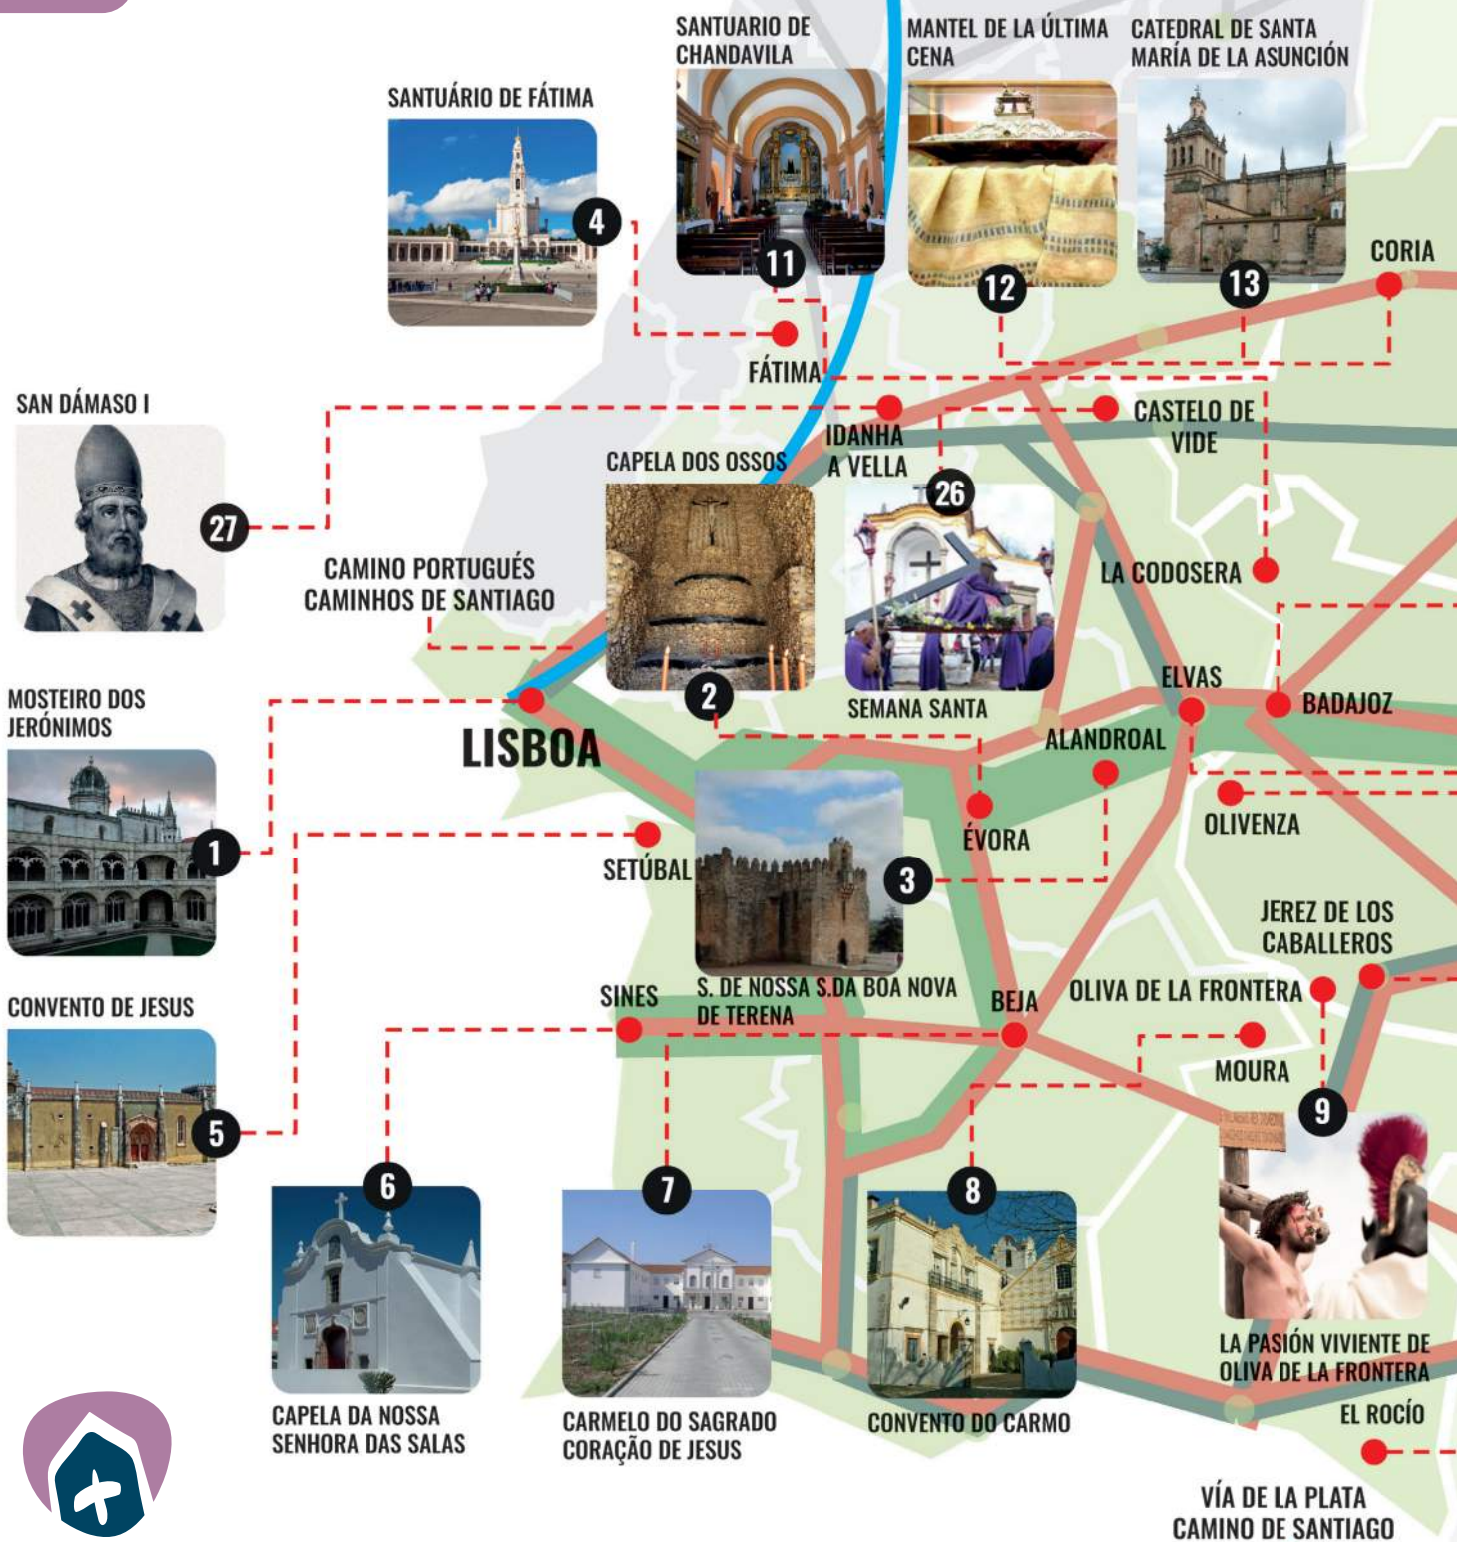 SANTUARIO DE
CHANDAVILA
MANTEL DE LA ÚLTIMA
CENA
CATEDRAL DE SANTA
MARÍA DE LA ASUNCIÓN
SANTUÁRIO DE FÁTIMA
4
11
12
13
CORIA
FÁTIMA
SAN DÁMASO I
27
IDANHA
A VELLA
CASTELO DE
VIDE
CAPELA DOS OSSOS
26
CAMINO PORTUGUÉS
CAMINHOS DE SANTIAGO
LA CODOSERA
2
SEMANA SANTA
ELVAS
BADAJOZ
MOSTEIRO DOS
JERÓNIMOS
1
LISBOA
ALANDROAL
OLIVENZA
ÉVORA
SETÚBAL
3
JEREZ DE LOS
CABALLEROS
S. DE NOSSA S.DA BOA NOVA
DE TERENA
SINES
BEJA
OLIVA DE LA FRONTERA
MOURA
CONVENTO DE JESUS
5
9
6
7
8
LA PASIÓN VIVIENTE DE
OLIVA DE LA FRONTERA
CAPELA DA NOSSA
SENHORA DAS SALAS
CARMELO DO SAGRADO
CORAÇÃO DE JESUS
CONVENTO DO CARMO
EL ROCÍO
VÍA DE LA PLATA
CAMINO DE SANTIAGO